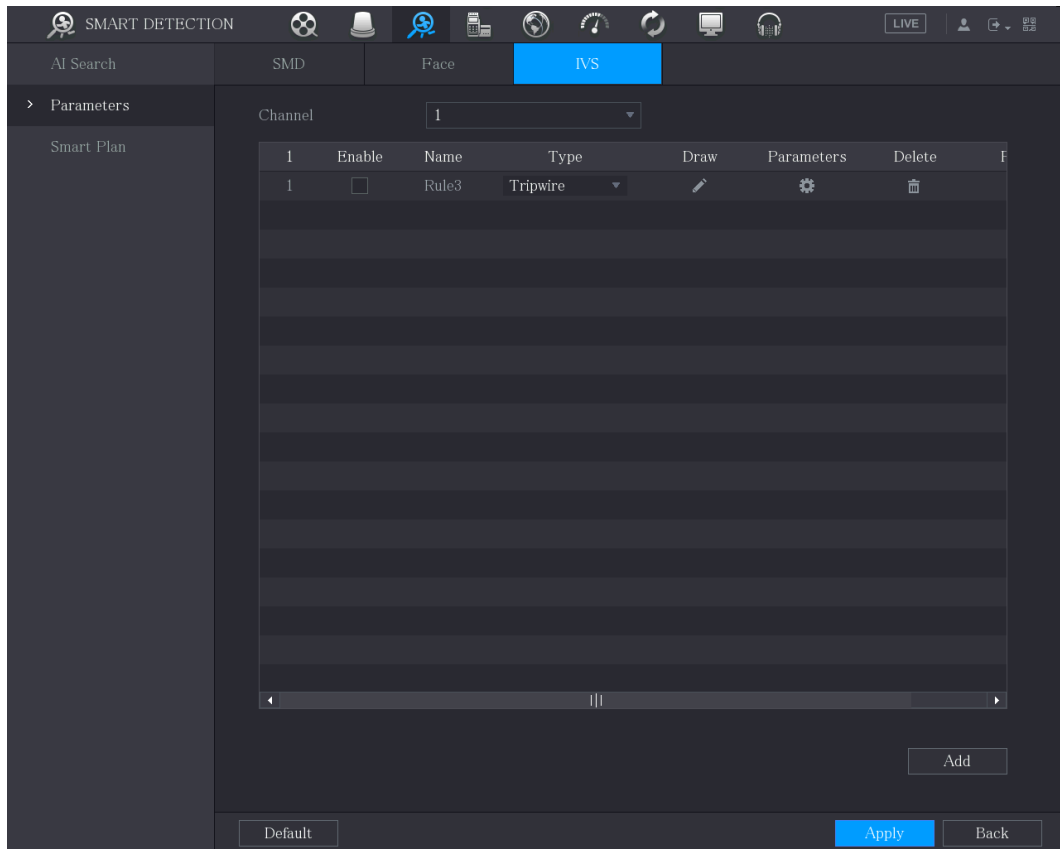 SMART DETECTION
LIVE
AI Search
Parameters
Smart Plan
SMD Face IVS
Channel 1
1 Enable Name Type Draw Parameters Delete
1 Rule3 Tripwire
Add
Default Apply Back